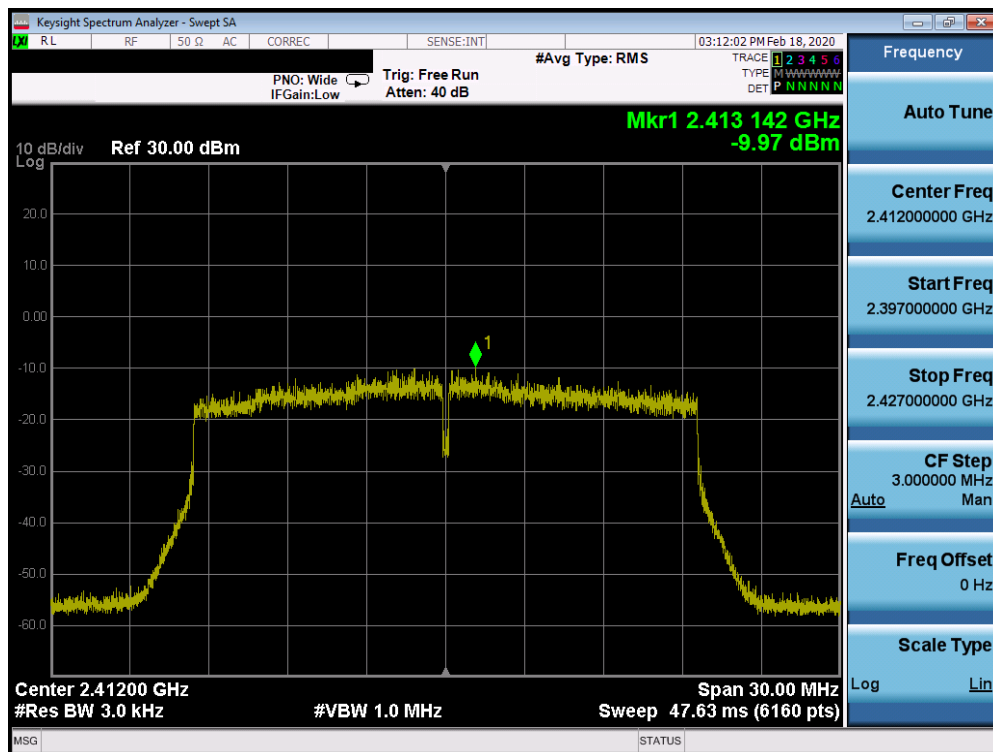 Keysight Spectrum Analyzer - Swept SA
LXI RL RF 50 Ω AC CORREC SENSE:INT 03:12:02 PM Feb 18, 2020
#Avg Type: RMS TRACE 1 2 3 4 5 6
PNO: Wide Trig: Free Run TYPE M W W W W W
IFGain:Low Atten: 40 dB DET P N N N N N
Mkr1 2.413 142 GHz
-9.97 dBm
10 dB/div Ref 30.00 dBm
Log
20.0
10.0
0.00
1
-10.0
-20.0
-30.0
-40.0
-50.0
-60.0
Center 2.41200 GHz Span 30.00 MHz
#Res BW 3.0 kHz #VBW 1.0 MHz Sweep 47.63 ms (6160 pts)
MSG STATUS
Frequency
Auto Tune
Center Freq
2.412000000 GHz
Start Freq
2.397000000 GHz
Stop Freq
2.427000000 GHz
CF Step
3.000000 MHz
Auto Man
Freq Offset
0 Hz
Scale Type
Log Lin